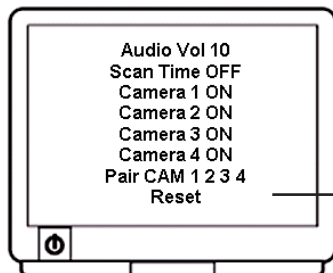 Audio Vol 10
Scan Time OFF
Camera 1 ON
Camera 2 ON
Camera 3 ON
Camera 4 ON
Pair CAM 1 2 3 4
Reset